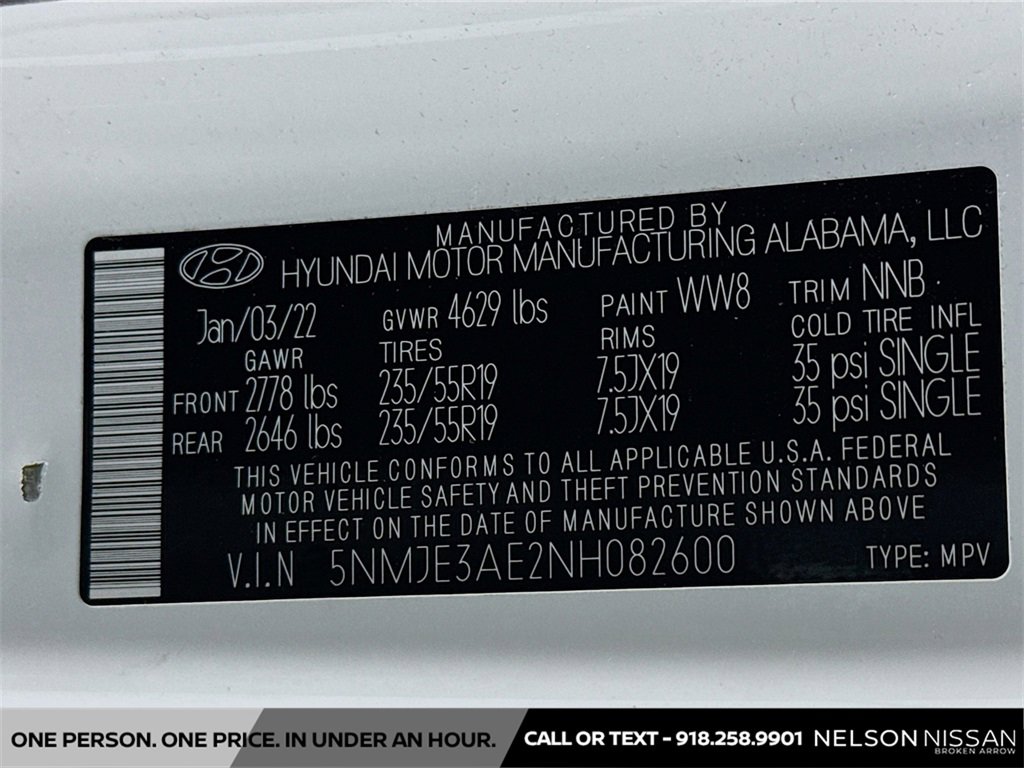 MANUFACTURED BY
HYUNDAI MOTOR MANUFACTURING ALABAMA, LLC
Jan/03/22 GVWR 4629 lbs PAINT WW8 TRIM NNB
GAWR TIRES RIMS COLD TIRE INFL
FRONT 2778 lbs 235/55R19 7.5JX19 35 psi SINGLE
REAR 2646 lbs 235/55R19 7.5JX19 35 psi SINGLE
THIS VEHICLE CONFORMS TO ALL APPLICABLE U.S.A. FEDERAL
MOTOR VEHICLE SAFETY AND THEFT PREVENTION STANDARDS
IN EFFECT ON THE DATE OF MANUFACTURE SHOWN ABOVE
V.I.N 5NMJE3AE2NH082600 TYPE: MPV
ONE PERSON. ONE PRICE. IN UNDER AN HOUR. CALL OR TEXT - 918.258.9901 NELSON NISSAN
BROKEN ARROW